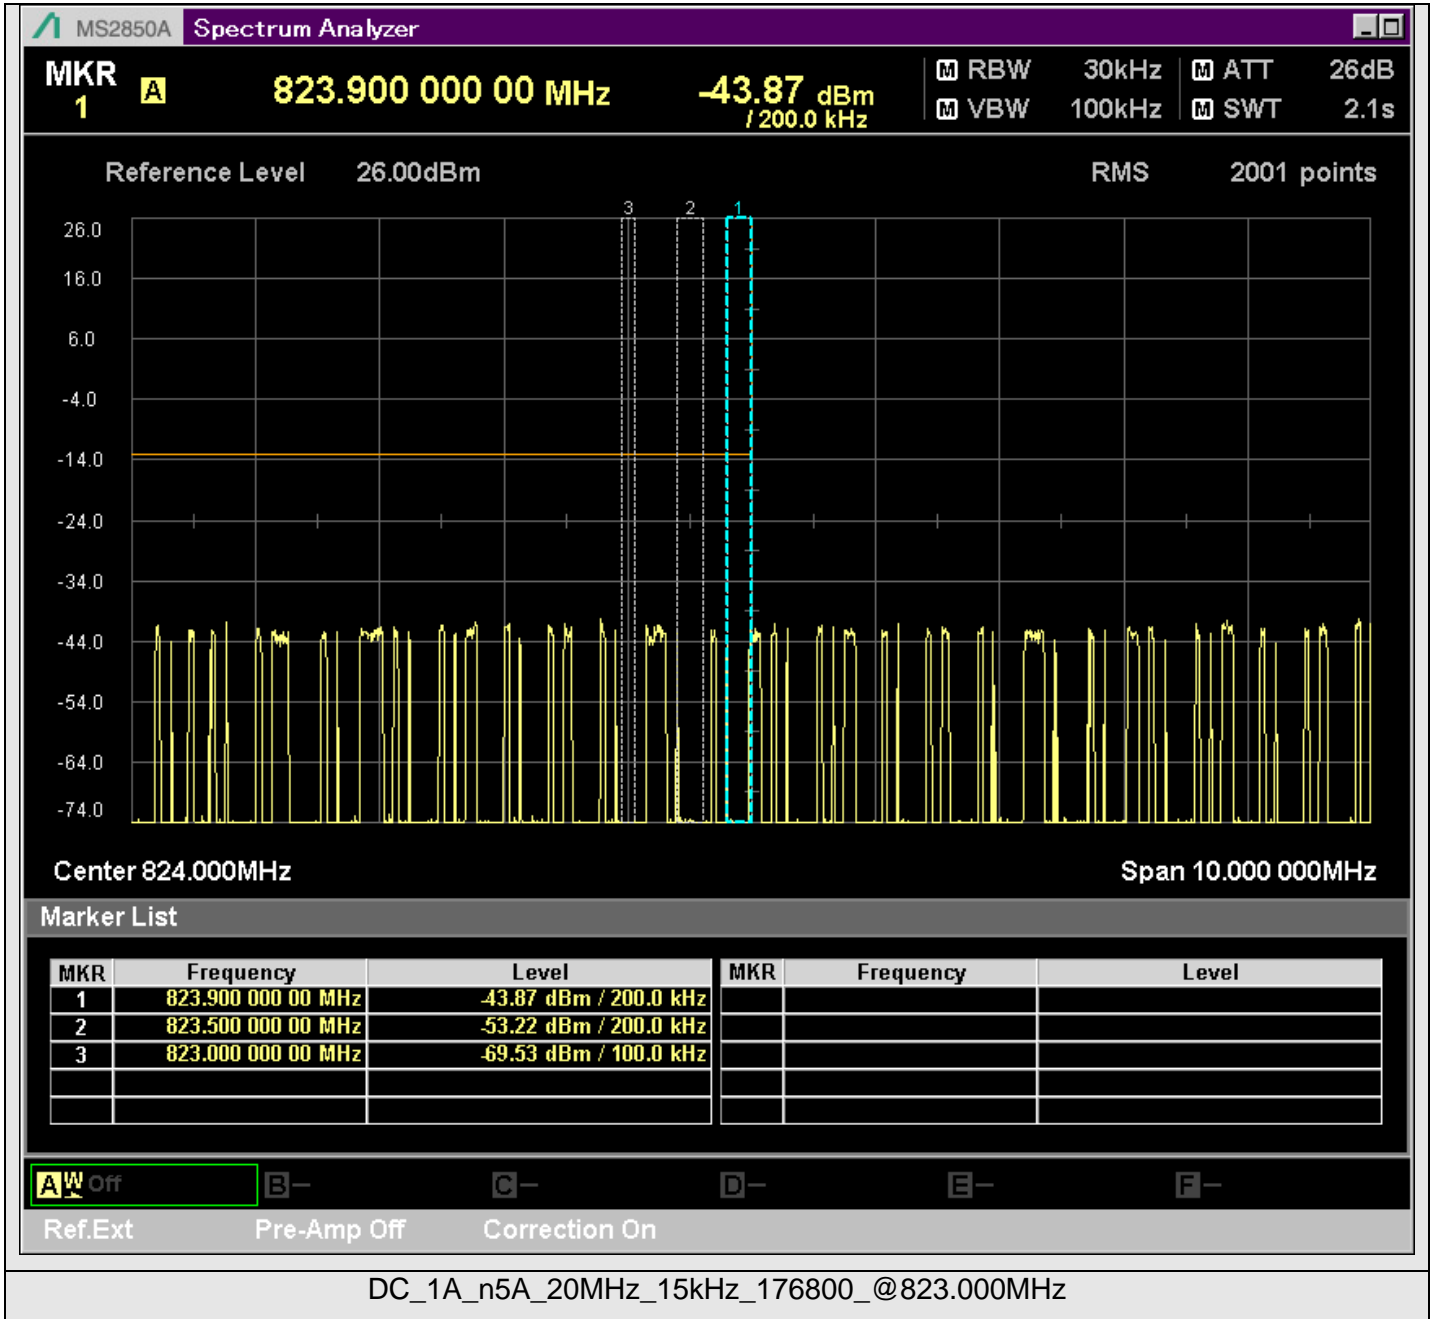 MS2850A Spectrum Analyzer
MKR 1 A 823.900 000 00 MHz -43.87 dBm / 200.0 kHz
M RBW 30kHz M ATT 26dB
M VBW 100kHz M SWT 2.1s
Reference Level 26.00dBm RMS 2001 points
3 2 1
26.0
16.0
6.0
-4.0
-14.0
-24.0
-34.0
-44.0
-54.0
-64.0
-74.0
Center 824.000MHz Span 10.000 000MHz
Marker List
MKR Frequency Level MKR Frequency Level
1 823.900 000 00 MHz -43.87 dBm / 200.0 kHz
2 823.500 000 00 MHz -53.22 dBm / 200.0 kHz
3 823.000 000 00 MHz -69.53 dBm / 100.0 kHz
A W Off B — C — D — E — F —
Ref.Ext Pre-Amp Off Correction On
DC_1A_n5A_20MHz_15kHz_176800_@823.000MHz